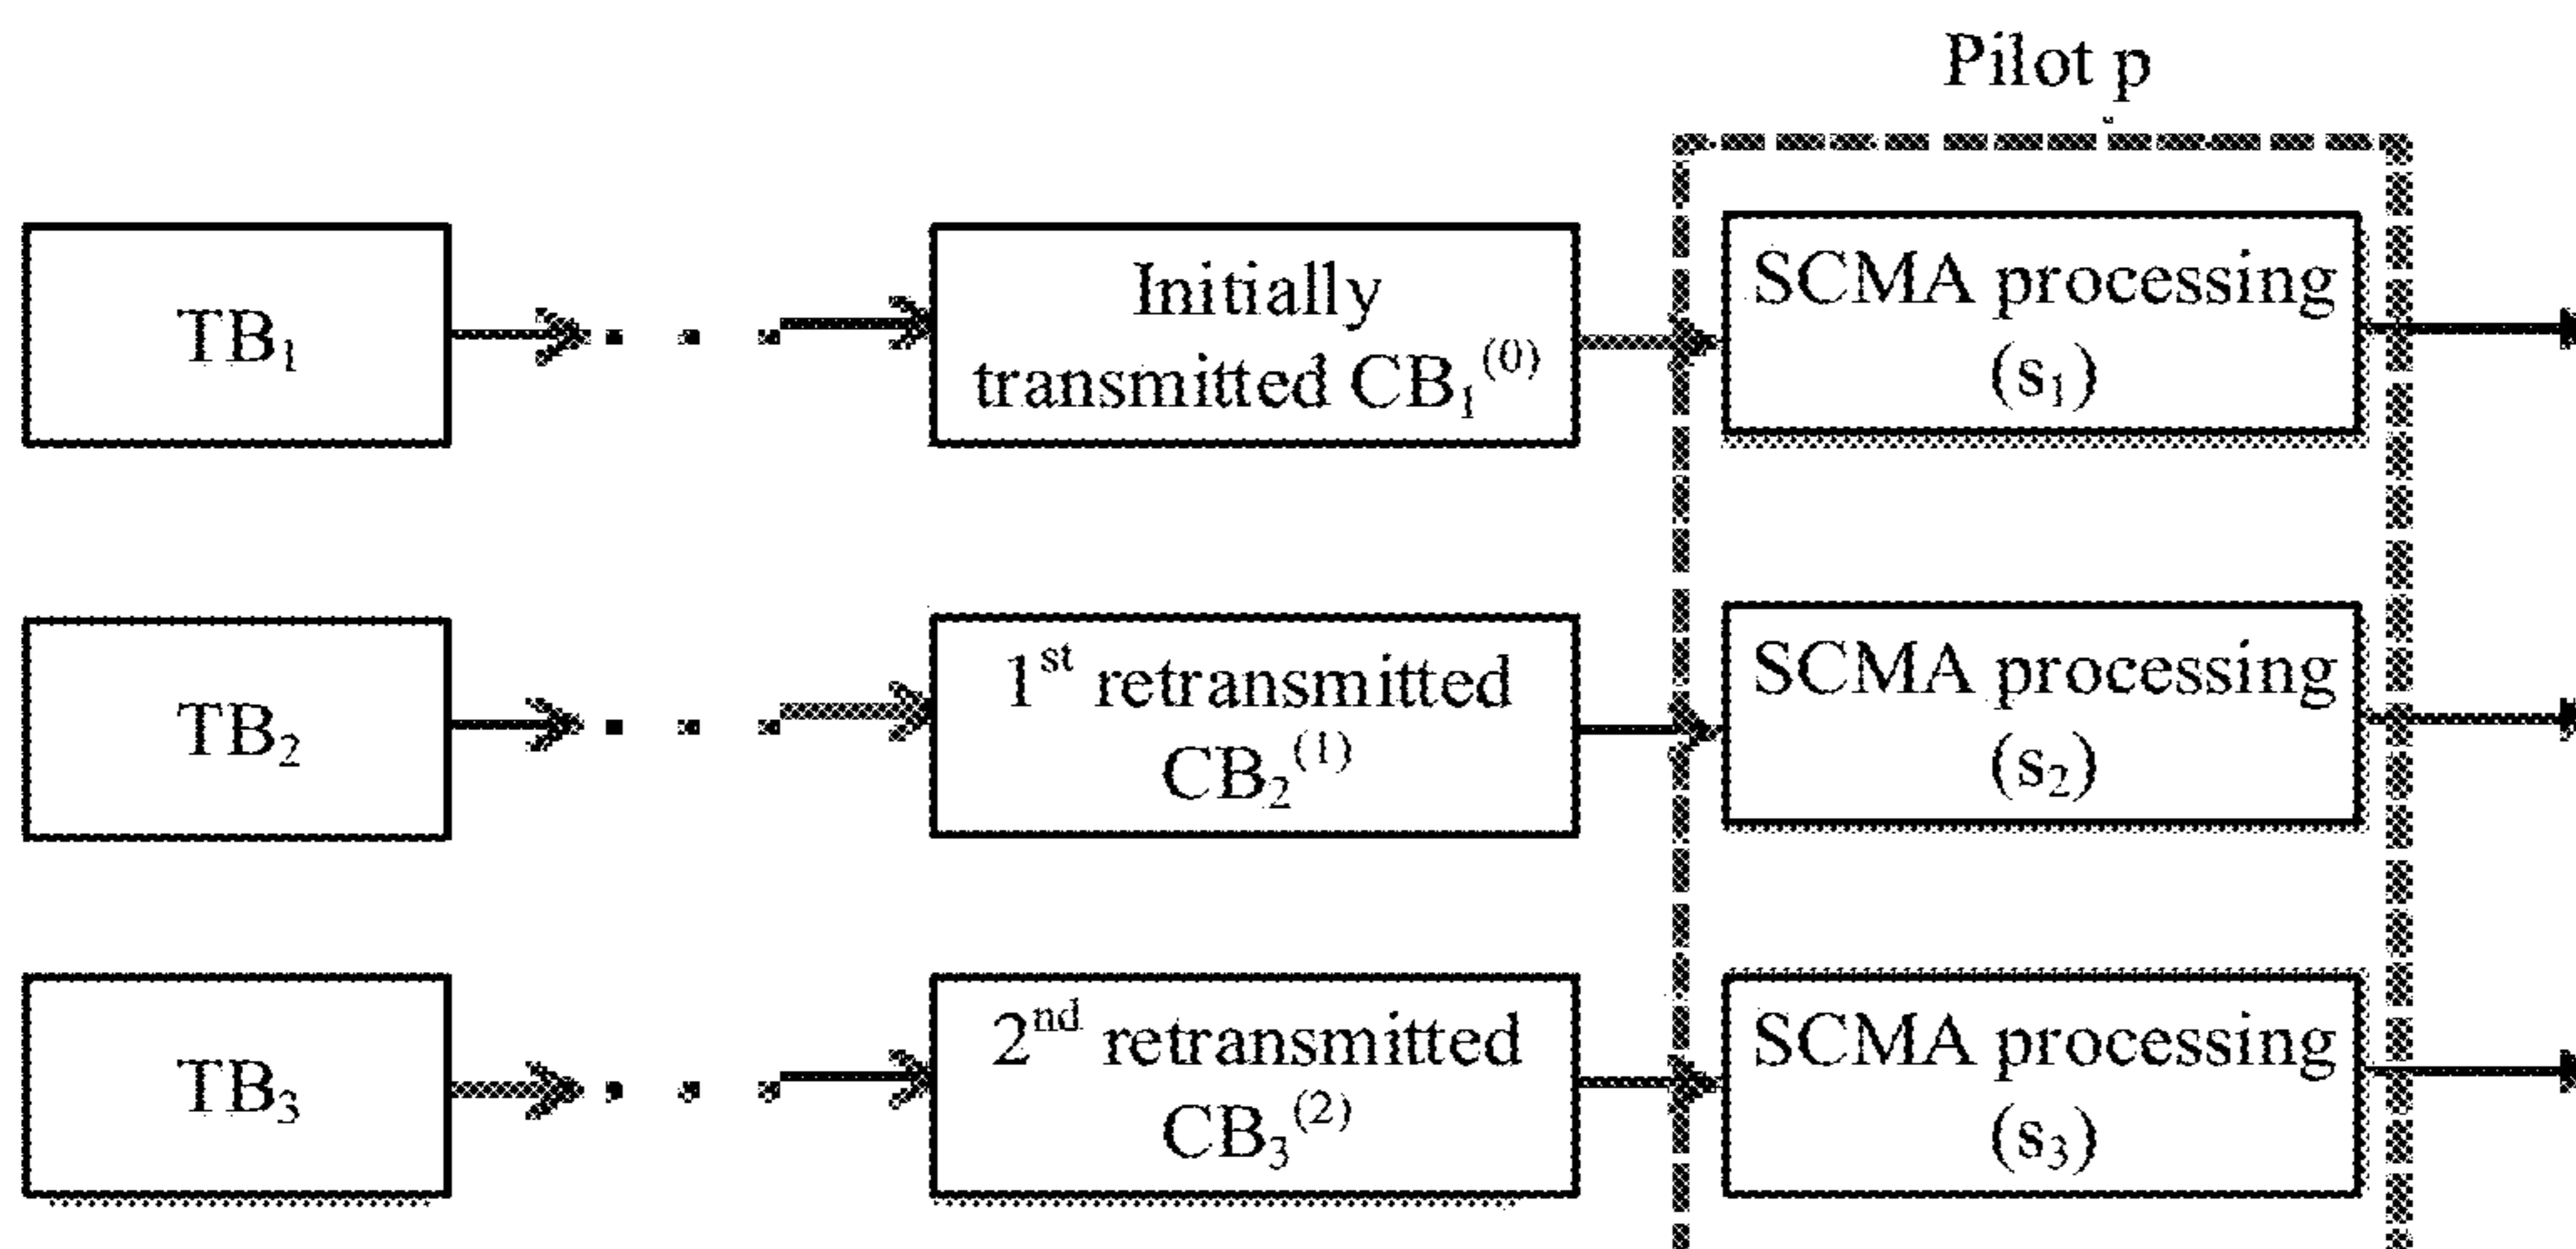 Pilot p
TB₁
Initially
transmitted CB₁⁽⁰⁾
SCMA processing
(s₁)
TB₂
1ˢᵗ retransmitted
CB₂⁽¹⁾
SCMA processing
(s₂)
TB₃
2ⁿᵈ retransmitted
CB₃⁽²⁾
SCMA processing
(s₃)